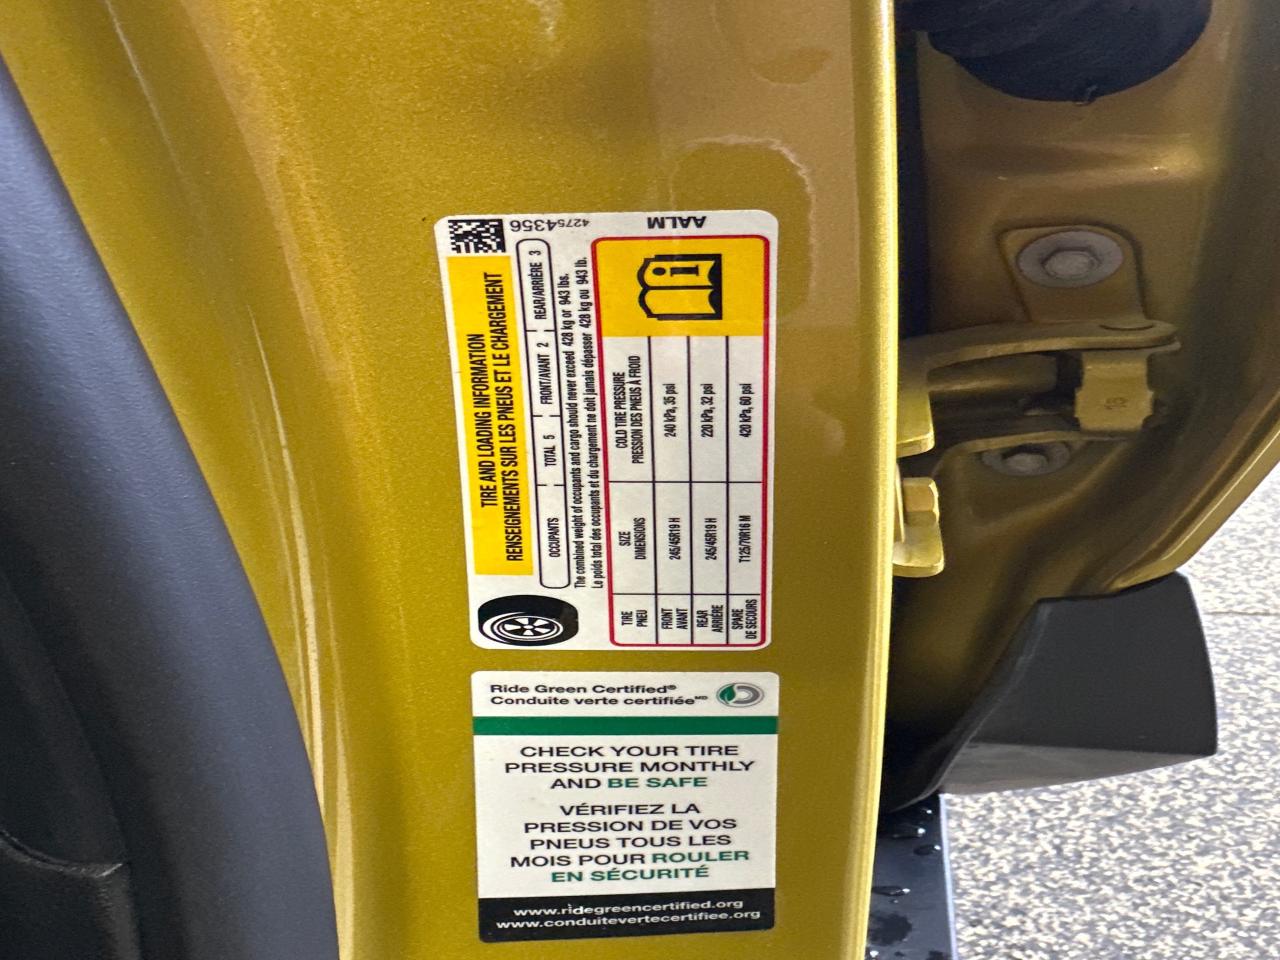 42754356
AALM
TIRE AND LOADING INFORMATION
RENSEIGNEMENTS SUR LES PNEUS ET LE CHARGEMENT
OCCUPANTS TOTAL 5 FRONT/AVANT 2 REAR/ARRIÈRE 3
The combined weight of occupants and cargo should never exceed 428 kg or 943 lbs.
Le poids total des occupants et du chargement ne doit jamais dépasser 428 kg ou 943 lb.
TIRE SIZE COLD TIRE PRESSURE
PNEU DIMENSIONS PRESSION DES PNEUS À FROID
FRONT
AVANT 245/45R19 H 240 kPa, 35 psi
REAR
ARRIÈRE 245/45R19 H 220 kPa, 32 psi
SPARE
DE SECOURS T125/70R16 M 420 kPa, 60 psi
Ride Green Certified®
Conduite verte certifiéeMD
CHECK YOUR TIRE
PRESSURE MONTHLY
AND BE SAFE
VÉRIFIEZ LA
PRESSION DE VOS
PNEUS TOUS LES
MOIS POUR ROULER
EN SÉCURITÉ
www.ridegreencertified.org
www.conduitevertecertifiee.org